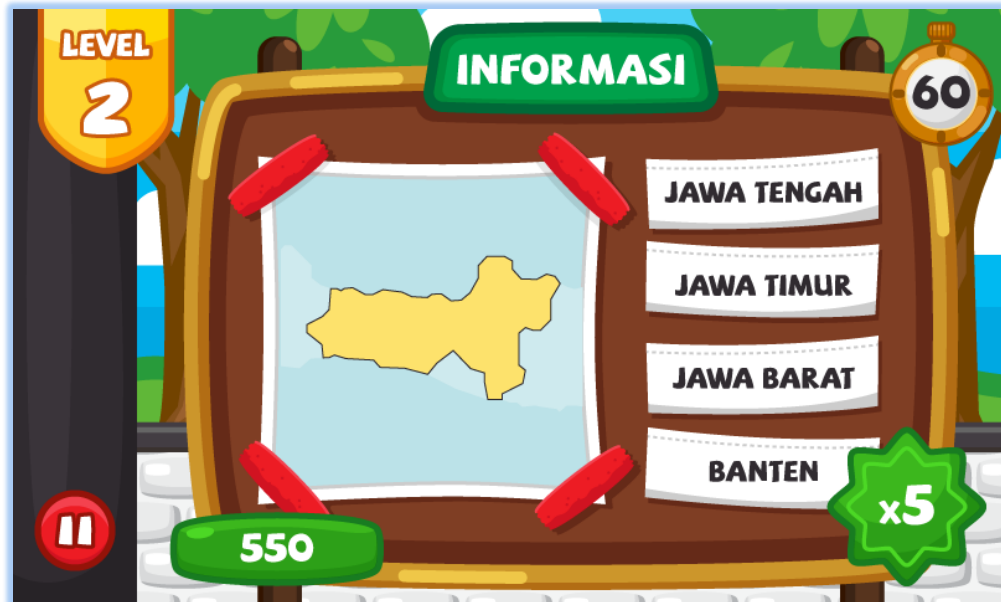 LEVEL
2
INFORMASI
60
JAWA TENGAH
JAWA TIMUR
JAWA BARAT
BANTEN
550
x5